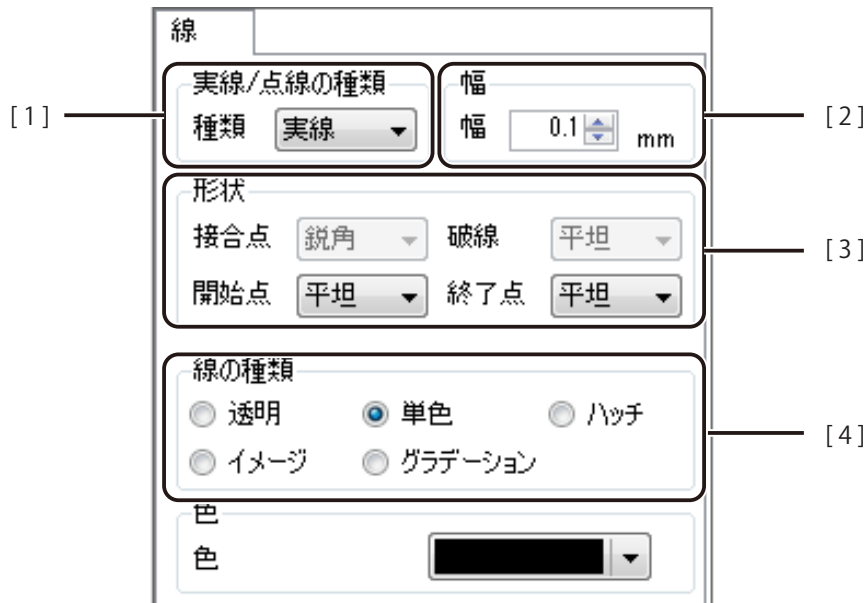 線
実線/点線の種類 幅
[1] 種類 実線 幅 0.1 mm [2]
形状
接合点 鋭角 破線 平坦 [3]
開始点 平坦 終了点 平坦
線の種類
透明 単色 ハッチ [4]
イメージ グラデーション
色
色